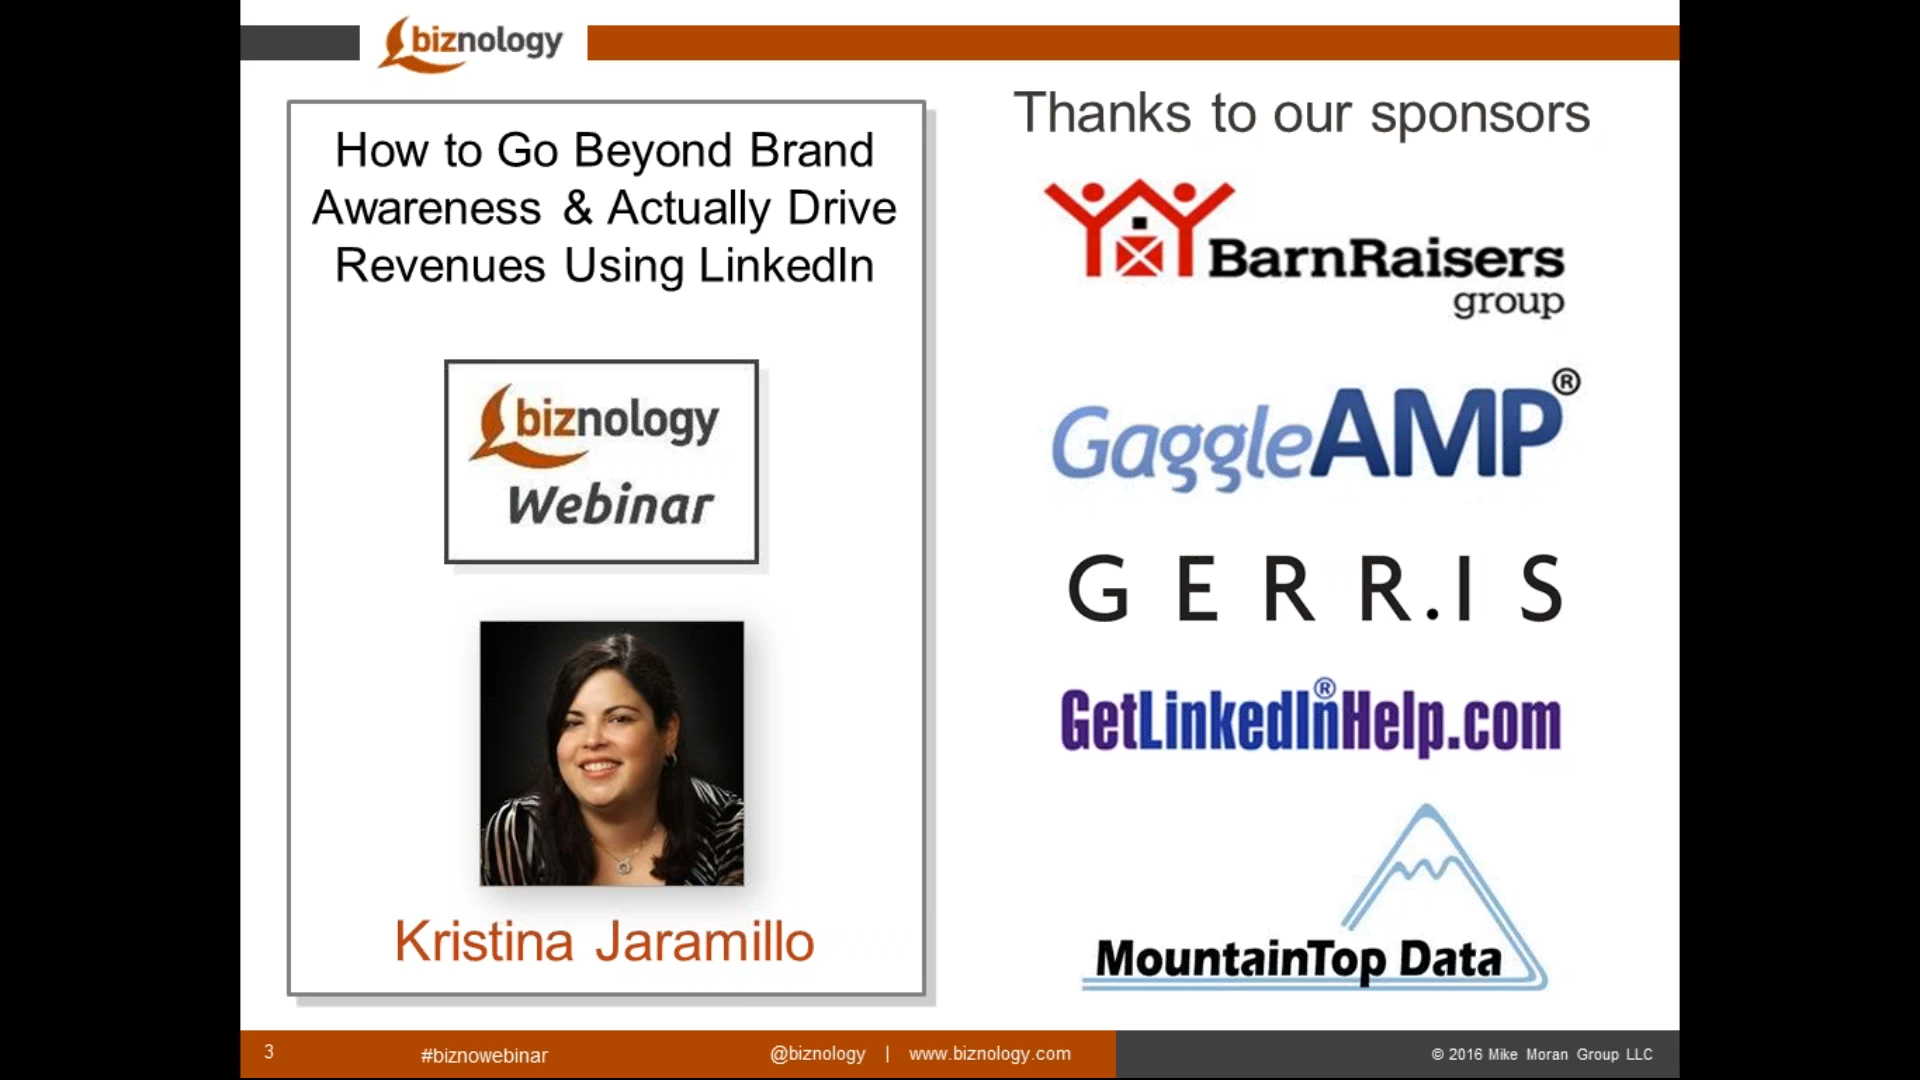 biznology
How to Go Beyond Brand
Awareness & Actually Drive
Revenues Using LinkedIn
biznology
Webinar
Kristina Jaramillo
Thanks to our sponsors
BarnRaisers
group
GaggleAMP®
GERR.IS
GetLinkedInHelp.com®
MountainTop Data
3
#biznowebinar
@biznology | www.biznology.com
© 2016 Mike Moran Group LLC